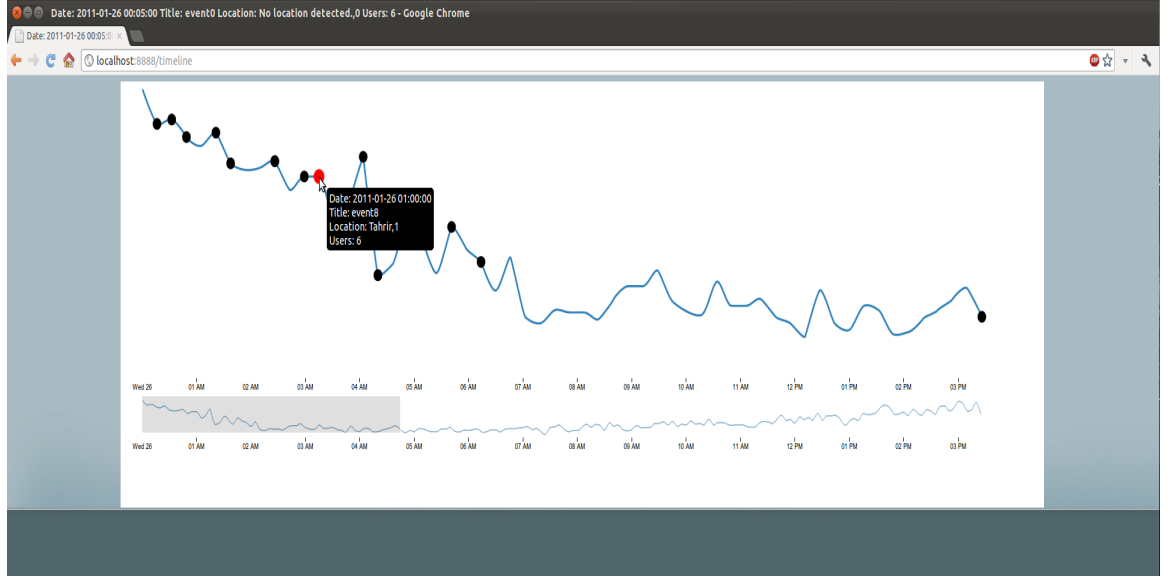 Date: 2011-01-26 00:05:00 Title: event0 Location: No location detected.,0 Users: 6 - Google Chrome
Date: 2011-01-26 00:05:0
localhost:8888/timeline
ABP
Date: 2011-01-26 01:00:00
Title: event8
Location: Tahrir,1
Users: 6
Wed 26 01 AM 02 AM 03 AM 04 AM 05 AM 06 AM 07 AM 08 AM 09 AM 10 AM 11 AM 12 PM 01 PM 02 PM 03 PM
Wed 26 01 AM 02 AM 03 AM 04 AM 05 AM 06 AM 07 AM 08 AM 09 AM 10 AM 11 AM 12 PM 01 PM 02 PM 03 PM